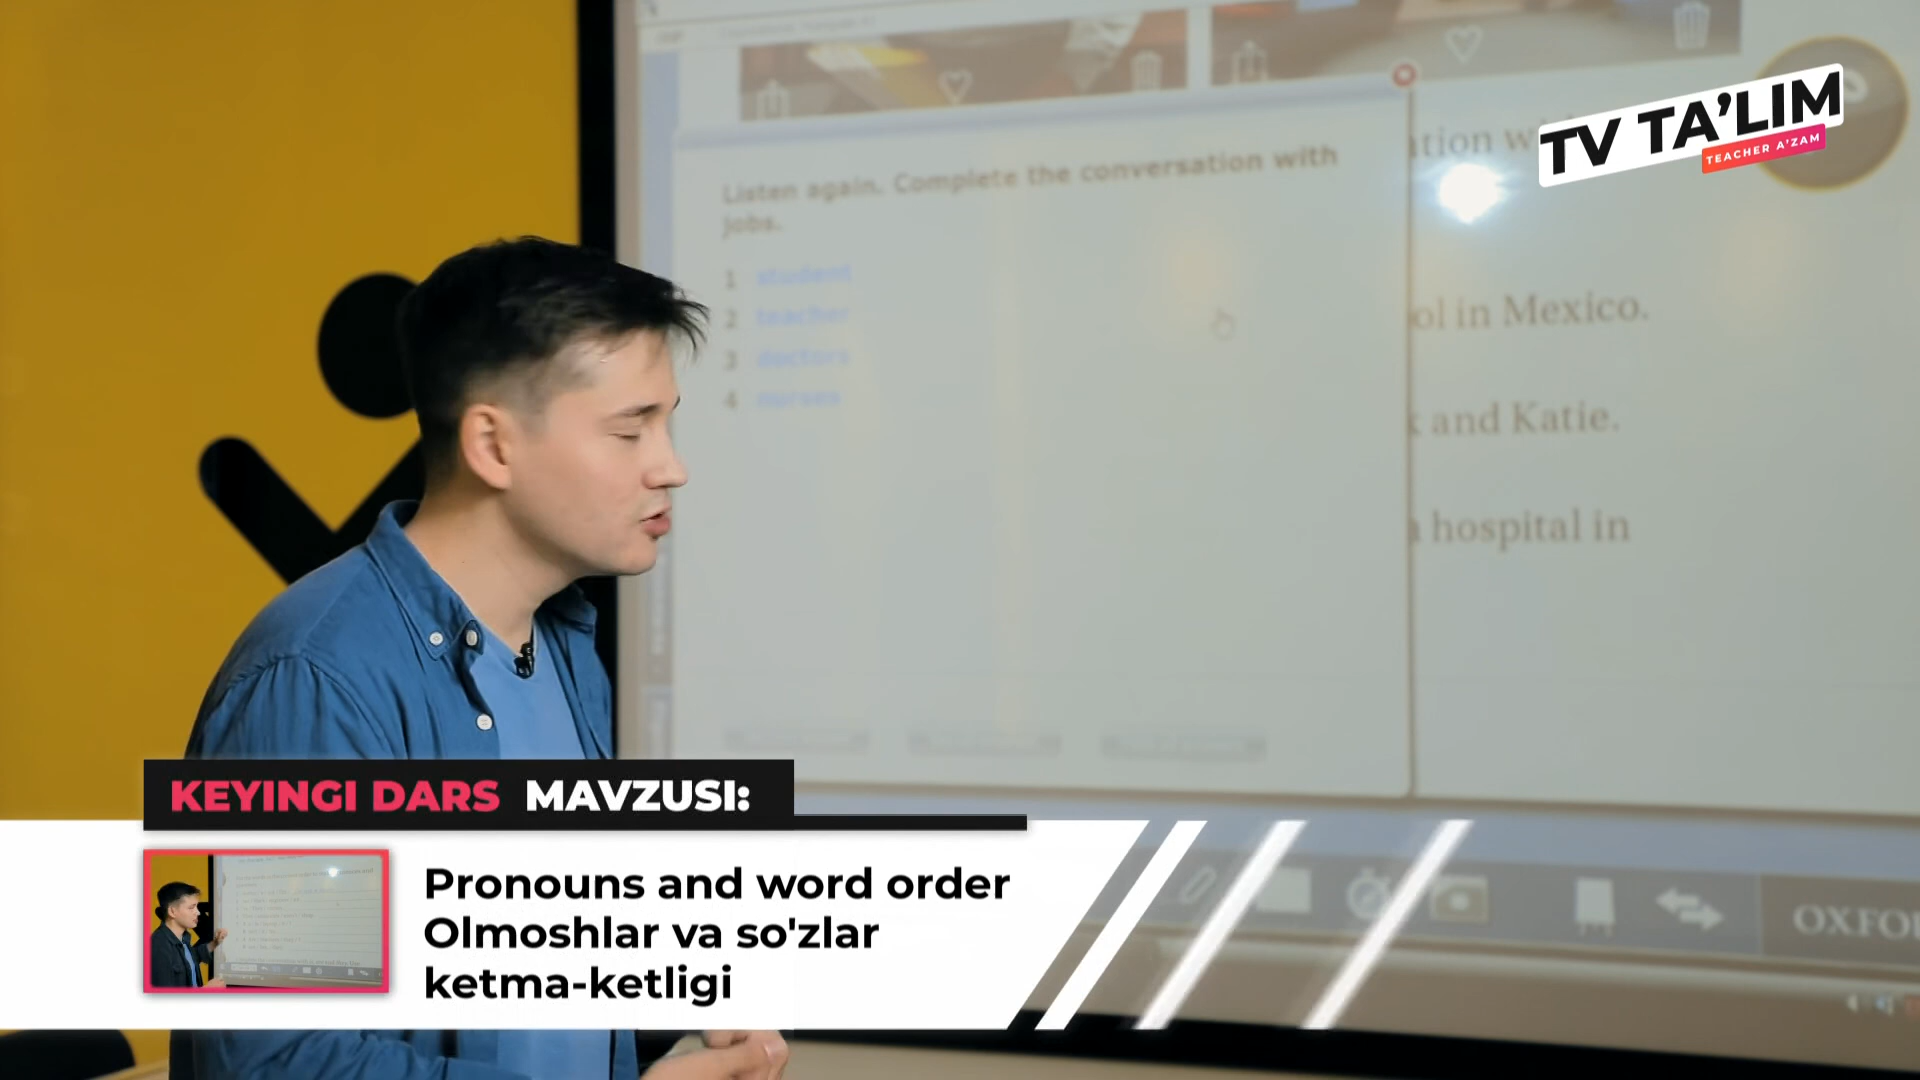 TV TA’LIM
TEACHER A’ZAM
Listen again. Complete the conversation with
jobs.
1 student
2 teacher
3 doctors
4 nurses
ol in Mexico.
and Katie.
hospital in
OXFO
KEYINGI DARS MAVZUSI:
Pronouns and word order
Olmoshlar va so'zlar
ketma-ketligi